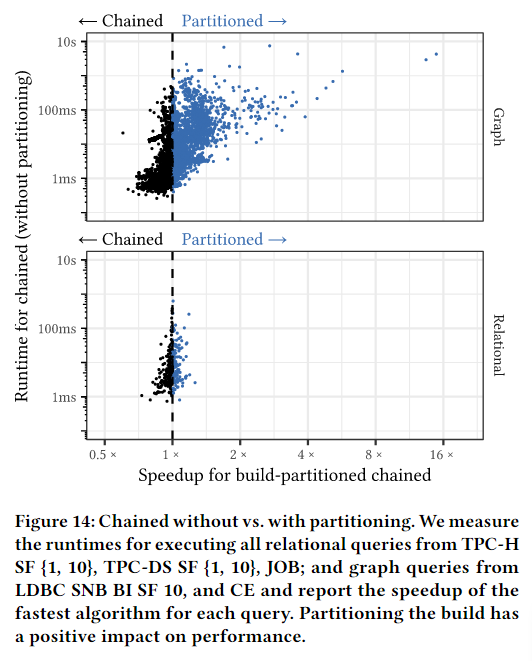 ← Chained Partitioned →
10s
100ms
1ms
Graph
← Chained Partitioned →
10s
100ms
1ms
Relational
Runtime for chained (without partitioning)
0.5 × 1 × 2 × 4 × 8 × 16 ×
Speedup for build-partitioned chained
Figure 14: Chained without vs. with partitioning. We measure
the runtimes for executing all relational queries from TPC-H
SF {1, 10}, TPC-DS SF {1, 10}, JOB; and graph queries from
LDBC SNB BI SF 10, and CE and report the speedup of the
fastest algorithm for each query. Partitioning the build has
a positive impact on performance.